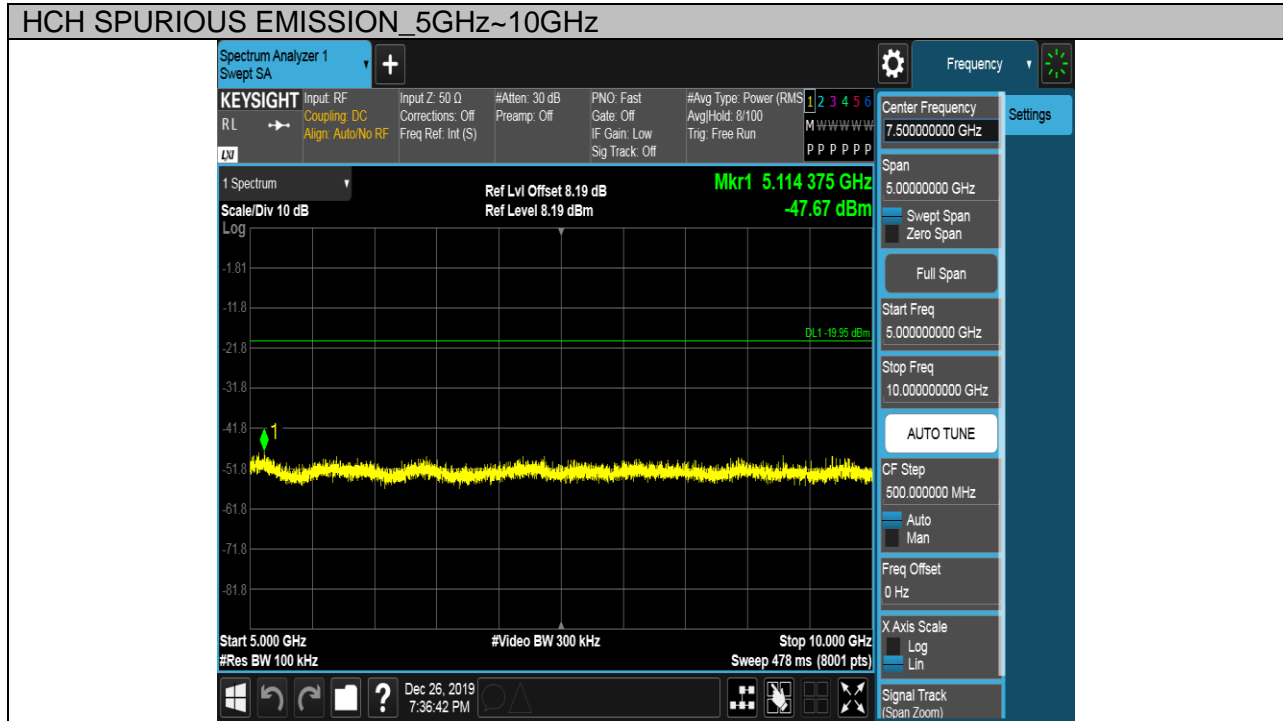 HCH SPURIOUS EMISSION_5GHz~10GHz
Spectrum Analyzer 1
Swept SA
+
Frequency
KEYSIGHT
RL
LXI
Input: RF
Coupling: DC
Align: Auto/No RF
Input Z: 50 Ω
Corrections: Off
Freq Ref: Int (S)
#Atten: 30 dB
Preamp: Off
PNO: Fast
Gate: Off
IF Gain: Low
Sig Track: Off
#Avg Type: Power (RMS
Avg|Hold: 8/100
Trig: Free Run
1 2 3 4 5 6
M W W W W W
P P P P P P
1 Spectrum
Scale/Div 10 dB
Ref Lvl Offset 8.19 dB
Ref Level 8.19 dBm
Mkr1 5.114 375 GHz
-47.67 dBm
Log
-1.81
-11.8
-21.8
-31.8
-41.8
-51.8
-61.8
-71.8
-81.8
DL1 -19.95 dBm
1
Start 5.000 GHz
#Res BW 100 kHz
#Video BW 300 kHz
Stop 10.000 GHz
Sweep 478 ms (8001 pts)
?
Dec 26, 2019
7:36:42 PM
Center Frequency
7.500000000 GHz
Settings
Span
5.00000000 GHz
Swept Span
Zero Span
Full Span
Start Freq
5.000000000 GHz
Stop Freq
10.000000000 GHz
AUTO TUNE
CF Step
500.000000 MHz
Auto
Man
Freq Offset
0 Hz
X Axis Scale
Log
Lin
Signal Track
(Span Zoom)